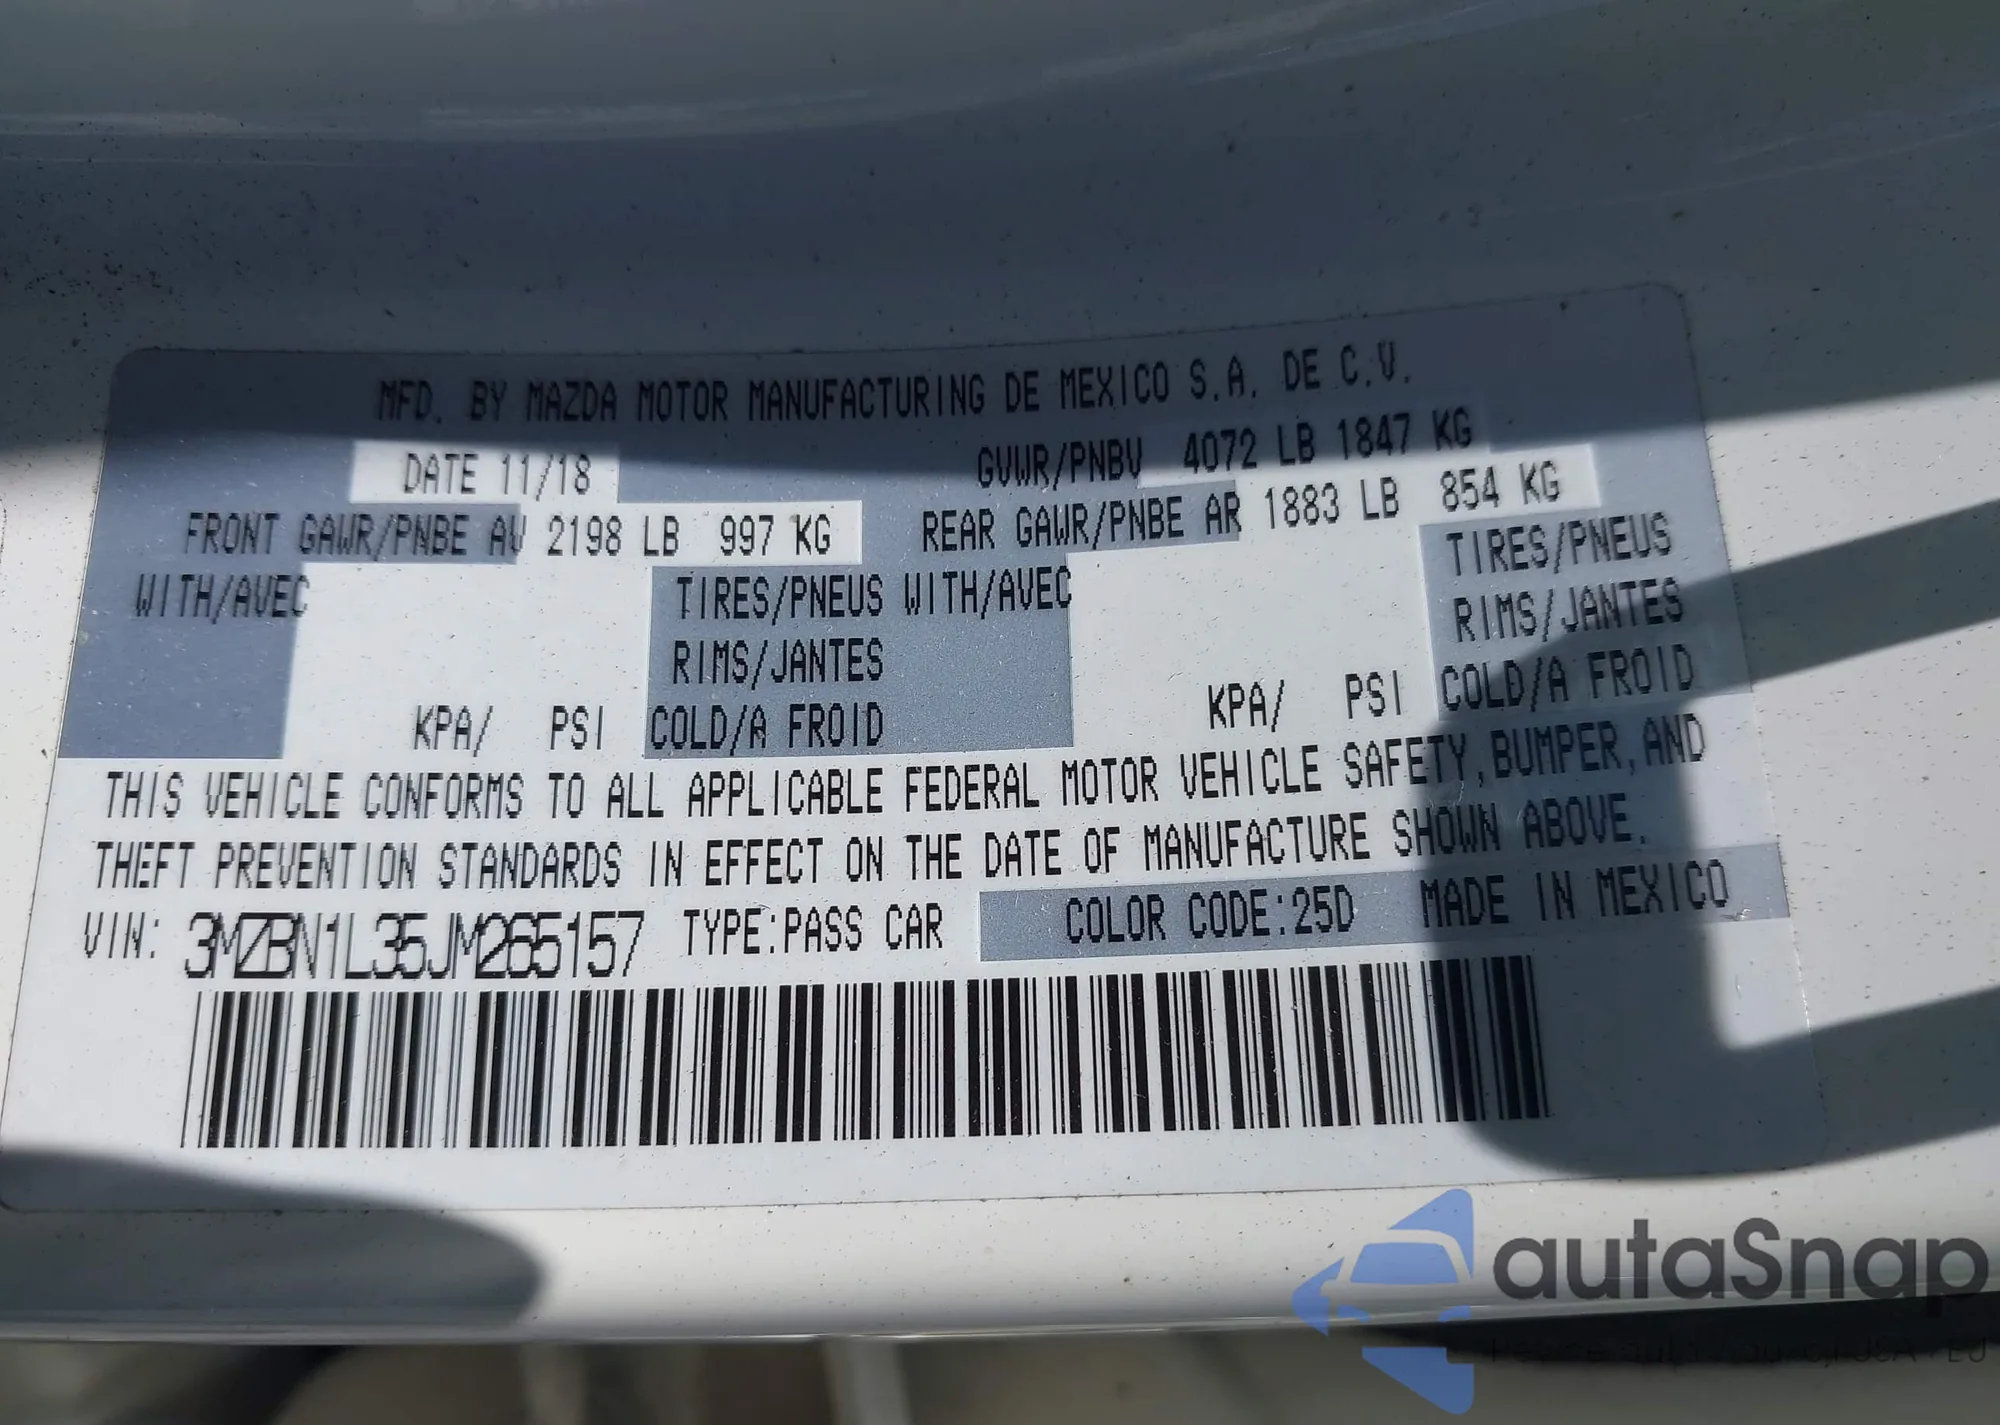 MFD. BY MAZDA MOTOR MANUFACTURING DE MEXICO S.A. DE C.V.
DATE 11/18 GVWR/PNBV 4072 LB 1847 KG
FRONT GAWR/PNBE AV 2198 LB 997 KG REAR GAWR/PNBE AR 1883 LB 854 KG
WITH/AVEC TIRES/PNEUS WITH/AVEC TIRES/PNEUS
RIMS/JANTES RIMS/JANTES
KPA/ PSI COLD/A FROID KPA/ PSI COLD/A FROID
THIS VEHICLE CONFORMS TO ALL APPLICABLE FEDERAL MOTOR VEHICLE SAFETY, BUMPER, AND
THEFT PREVENTION STANDARDS IN EFFECT ON THE DATE OF MANUFACTURE SHOWN ABOVE.
VIN: 3MZBN1L35JM265157 TYPE:PASS CAR COLOR CODE:25D MADE IN MEXICO
autaSnap